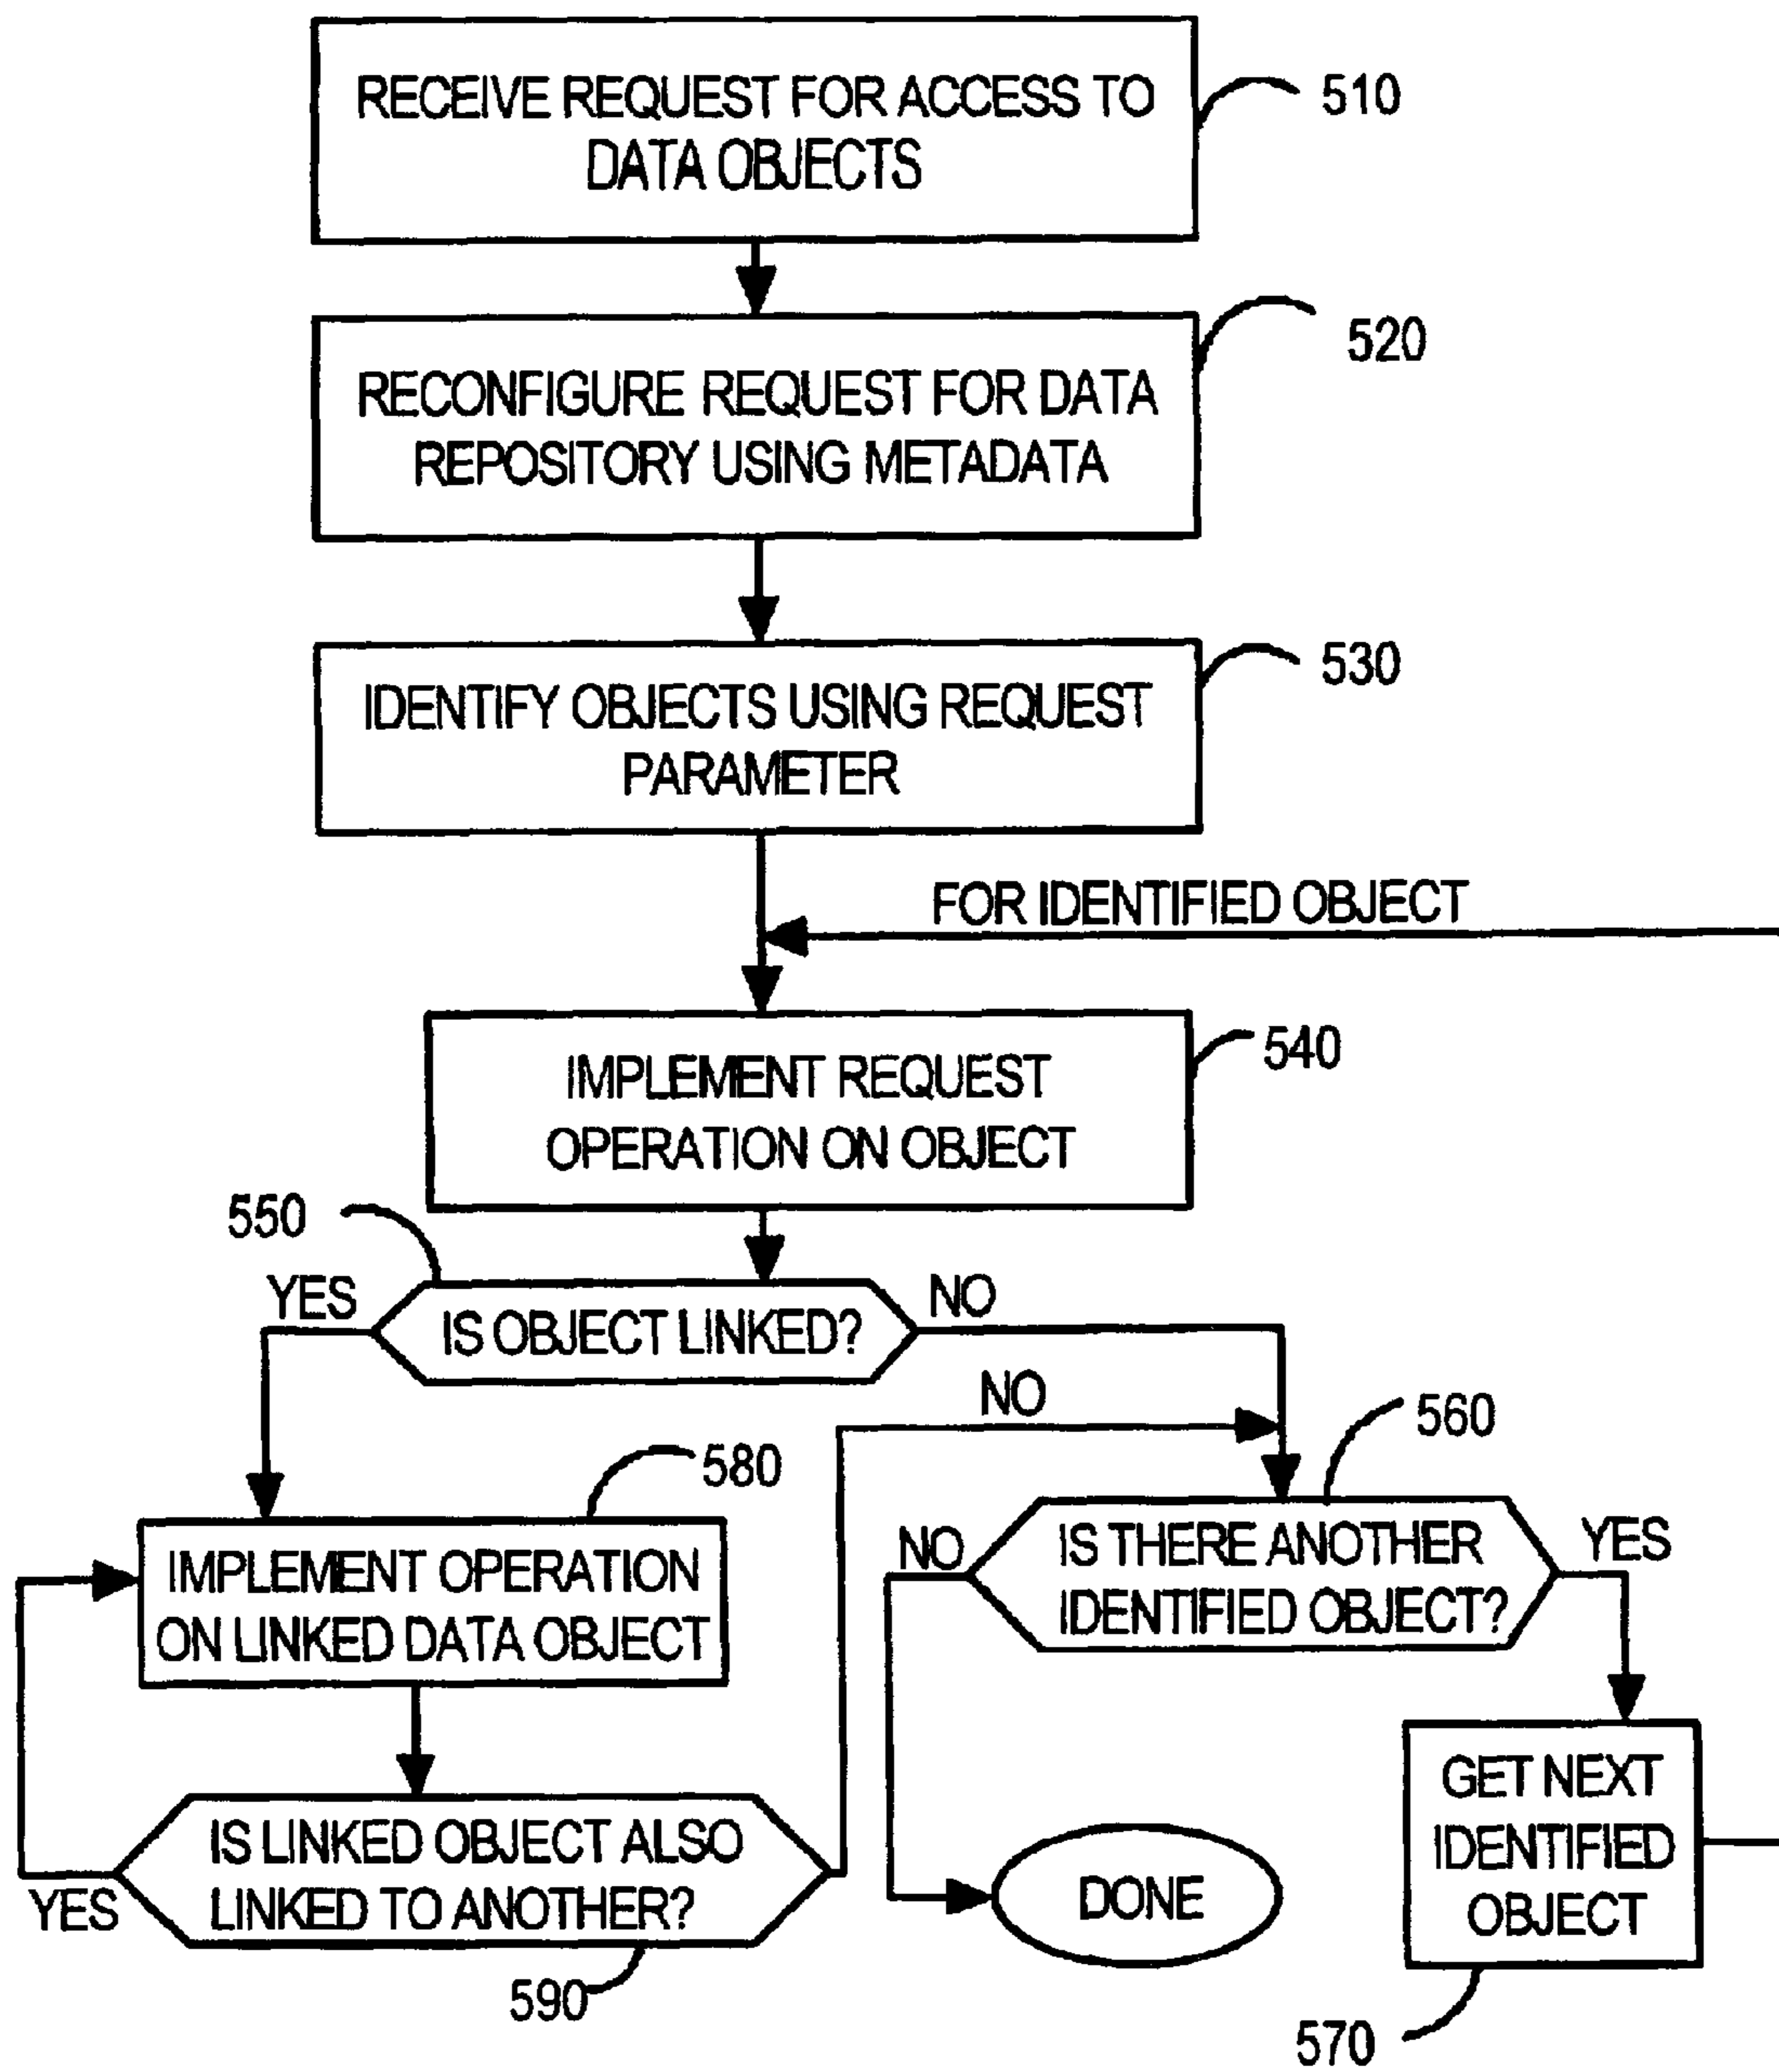 RECEIVE REQUEST FOR ACCESS TO
DATA OBJECTS
510
RECONFIGURE REQUEST FOR DATA
REPOSITORY USING METADATA
520
IDENTIFY OBJECTS USING REQUEST
PARAMETER
530
FOR IDENTIFIED OBJECT
IMPLEMENT REQUEST
OPERATION ON OBJECT
540
550
YES
IS OBJECT LINKED?
NO
NO
560
580
IMPLEMENT OPERATION
ON LINKED DATA OBJECT
NO
IS THERE ANOTHER
IDENTIFIED OBJECT?
YES
IS LINKED OBJECT ALSO
LINKED TO ANOTHER?
YES
590
DONE
GET NEXT
IDENTIFIED
OBJECT
570